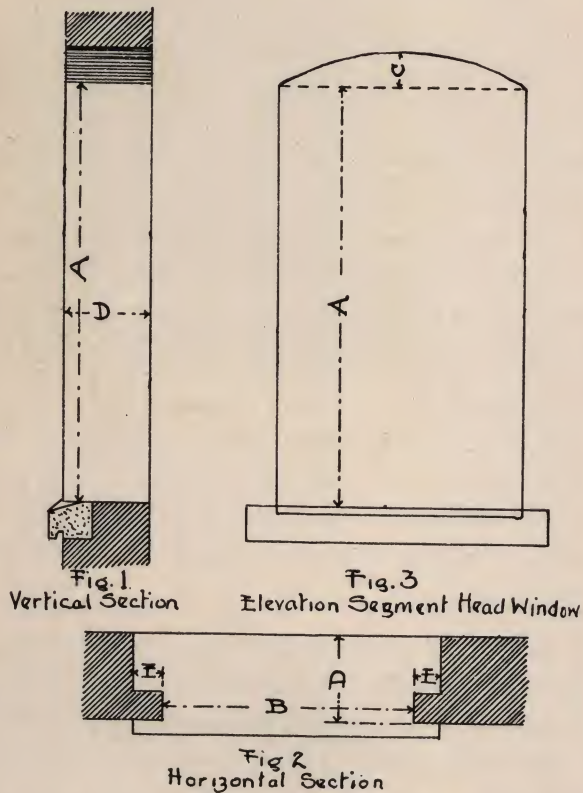 C
A
A
D
Fig. 1
Vertical Section
Fig. 3
Elevation Segment Head Window
E
D
E
B
Fig 2
Horizontal Section